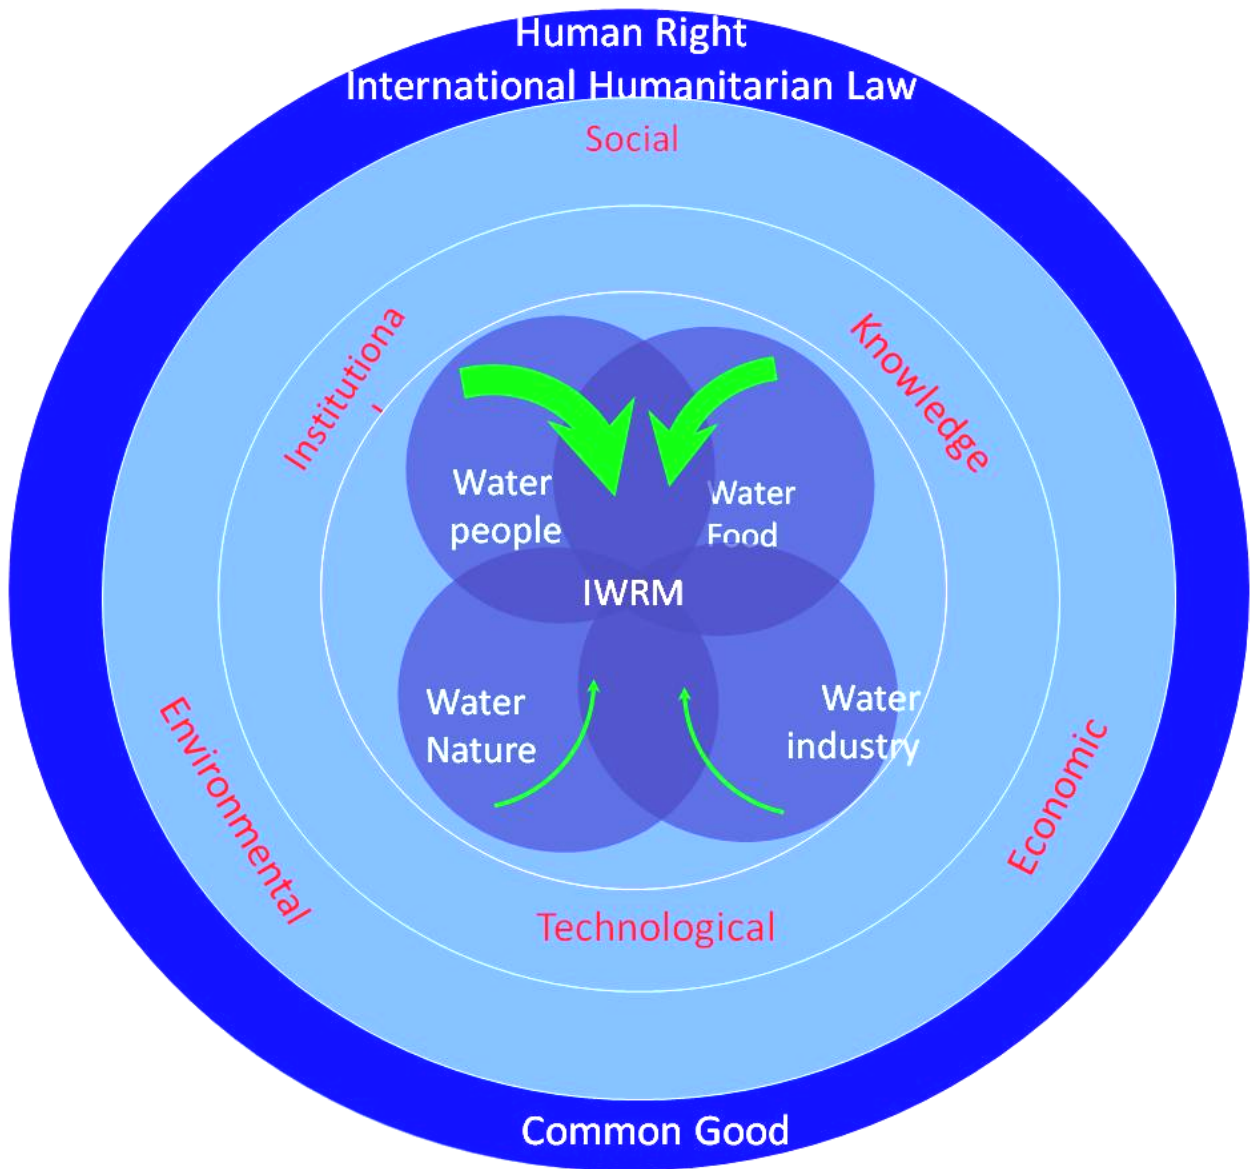 Human Right
International Humanitarian Law
Social
Institutiona
l
Knowledge
Water
people
Water
Food
IWRM
Water
Nature
Water
industry
Environmental
Economic
Technological
Common Good